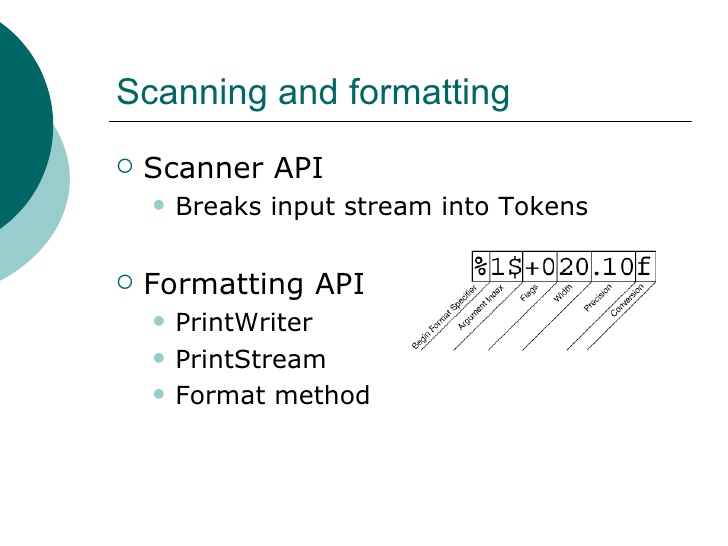 Scanning and formatting
Scanner API
Breaks input stream into Tokens
Formatting API
PrintWriter
PrintStream
Format method
%1$+020.10f
Begin Format Specifier
Argument Index
Flags
Width
Precision
Conversion